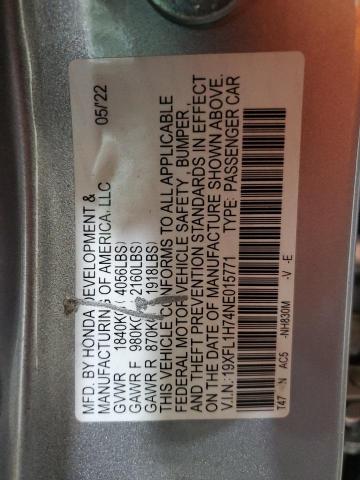 MFD. BY HONDA DEVELOPMENT &
MANUFACTURING OF AMERICA, LLC 05/22
GVWR 1840KG( 4056LBS)
GAWR F 980KG( 2160LBS)
GAWR R 870KG( 1918LBS)
THIS VEHICLE CONFORMS TO ALL APPLICABLE
FEDERAL MOTOR VEHICLE SAFETY , BUMPER ,
AND THEFT PREVENTION STANDARDS IN EFFECT
ON THE DATE OF MANUFACTURE SHOWN ABOVE.
V.I.N.: 19XFL1H74NE015771 TYPE: PASSENGER CAR
T47 N AC5 -NH830M -V -E